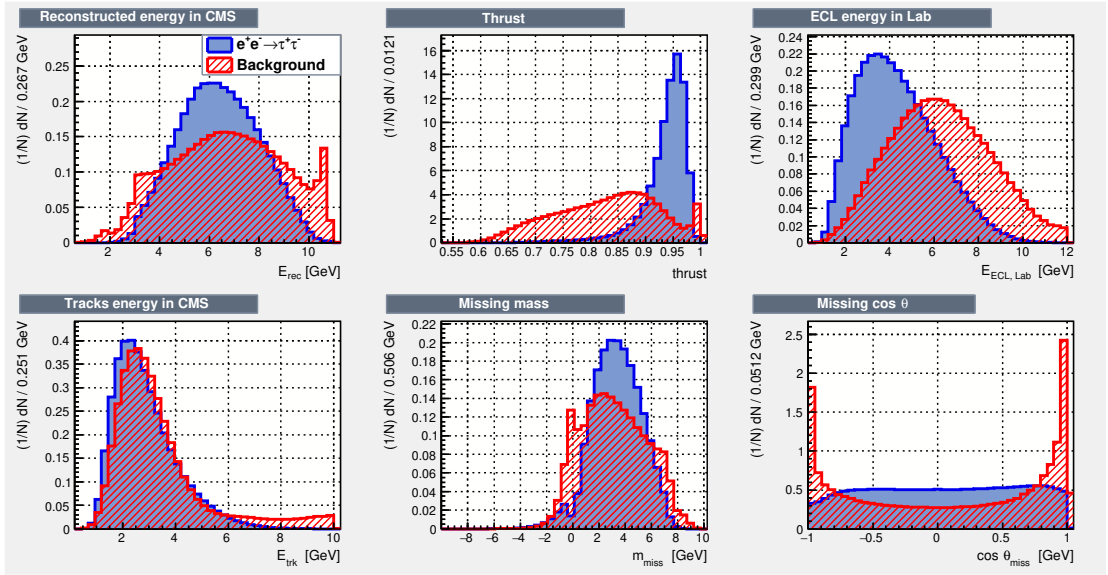 Reconstructed energy in CMS
(1/N) dN / 0.267 GeV
0.25
0.2
0.15
0.1
0.05
0
2 4 6 8 10
E_rec [GeV]
e⁺e⁻→τ⁺τ⁻
Background
Thrust
(1/N) dN / 0.0121
16
14
12
10
8
6
4
2
0
0.55 0.6 0.65 0.7 0.75 0.8 0.85 0.9 0.95 1
thrust
ECL energy in Lab
(1/N) dN / 0.299 GeV
0.24
0.22
0.2
0.18
0.16
0.14
0.12
0.1
0.08
0.06
0.04
0.02
0
2 4 6 8 10 12
E_ECL, Lab [GeV]
Tracks energy in CMS
(1/N) dN / 0.251 GeV
0.4
0.35
0.3
0.25
0.2
0.15
0.1
0.05
0
0 2 4 6 8 10
E_trk [GeV]
Missing mass
(1/N) dN / 0.506 GeV
0.22
0.2
0.18
0.16
0.14
0.12
0.1
0.08
0.06
0.04
0.02
0.00
−8 −6 −4 −2 0 2 4 6 8 10
m_miss [GeV]
Missing cos θ
(1/N) dN / 0.0512 GeV
2.5
2
1.5
1
0.5
0
−1 −0.5 0 0.5 1
cos θ_miss [GeV]